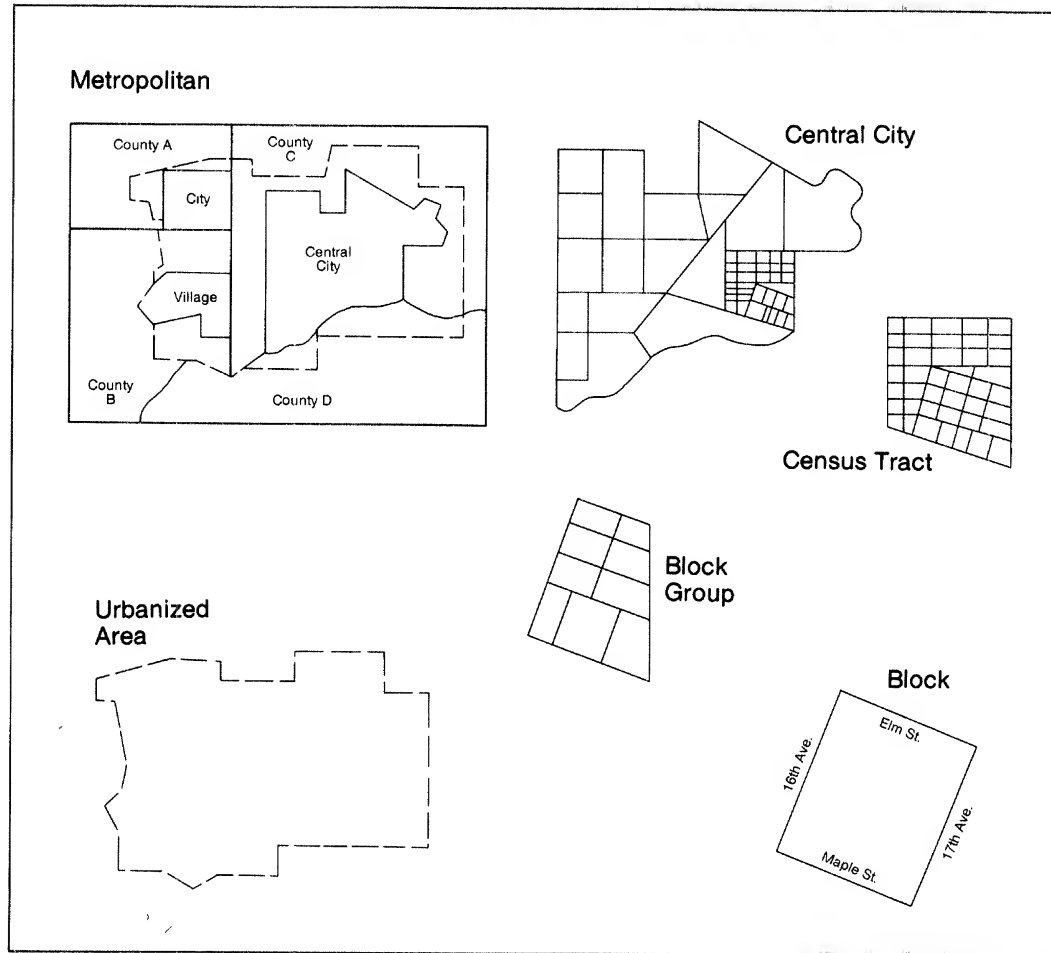 Metropolitan
County A
County
C
City
Central
City
Village
County
B
County D
Central City
Census Tract
Block
Group
Urbanized
Area
Block
Elm St.
16th Ave.
17th Ave.
Maple St.